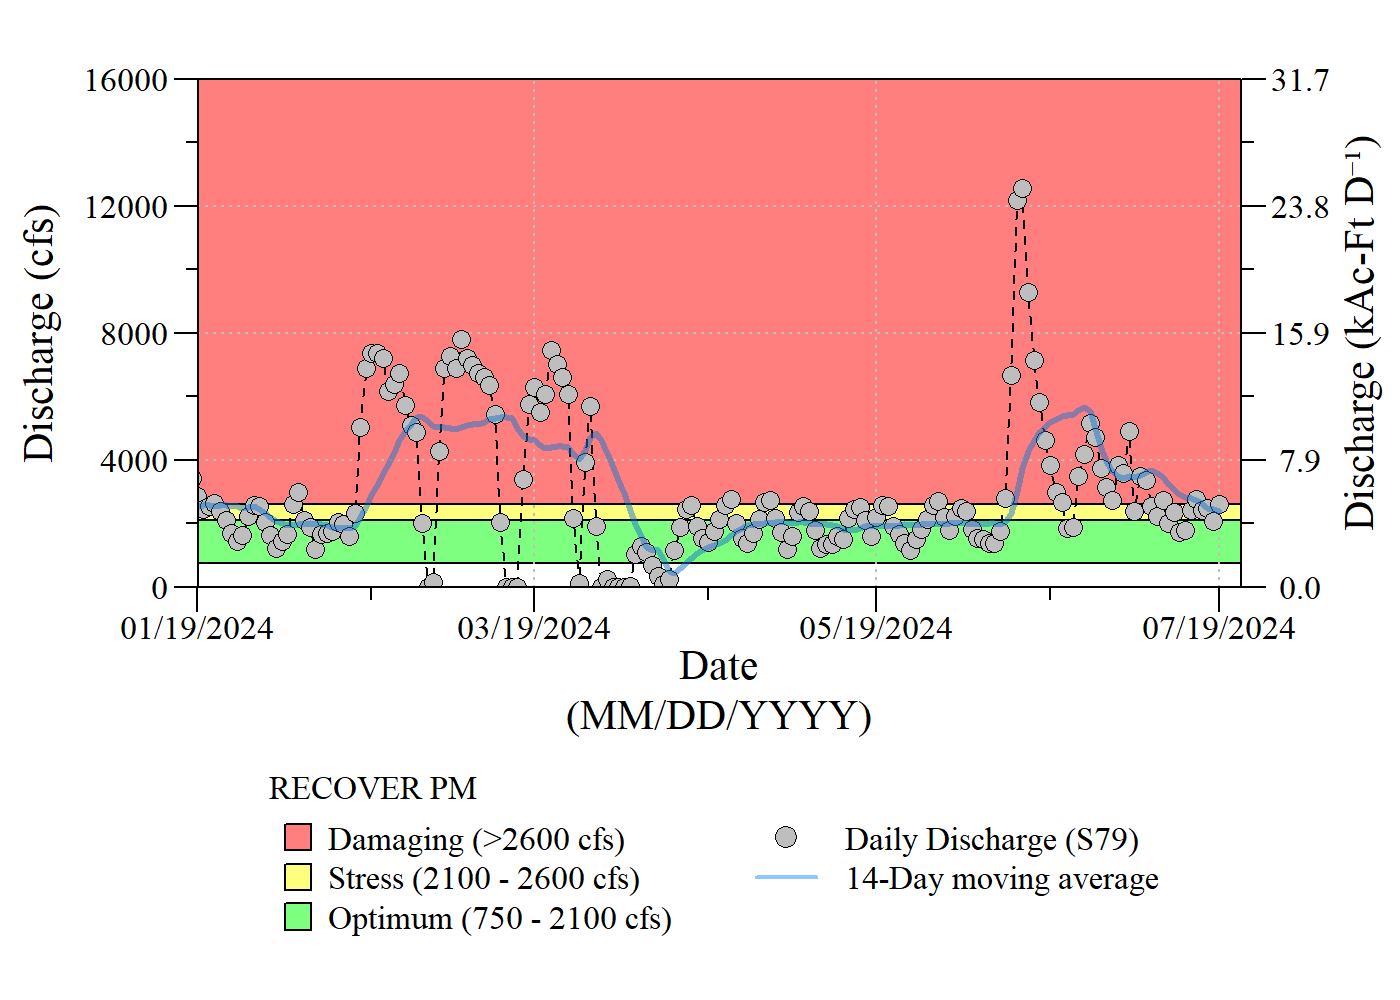 16000
12000
8000
4000
0
Discharge (cfs)
31.7
23.8
15.9
7.9
0.0
Discharge (kAc-Ft D⁻¹)
01/19/2024
03/19/2024
05/19/2024
07/19/2024
Date
(MM/DD/YYYY)
RECOVER PM
Damaging (>2600 cfs)
Stress (2100 - 2600 cfs)
Optimum (750 - 2100 cfs)
Daily Discharge (S79)
14-Day moving average